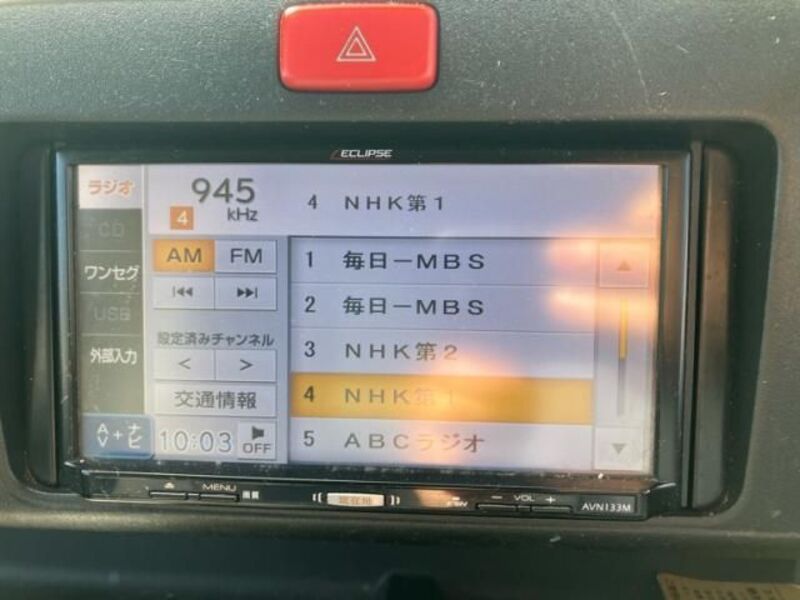 ECLIPSE
ラジオ
945
kHz
4
4 NHK第1
CD
AM FM
1 毎日－MBS
ワンセグ
2 毎日－MBS
USB
設定済みチャンネル
3 NHK第2
外部入力
< >
4 NHK第1
交通情報
AV+ナビ
10:03
OFF
5 ABCラジオ
MENU
現在地
－ VOL ＋
AVN133M